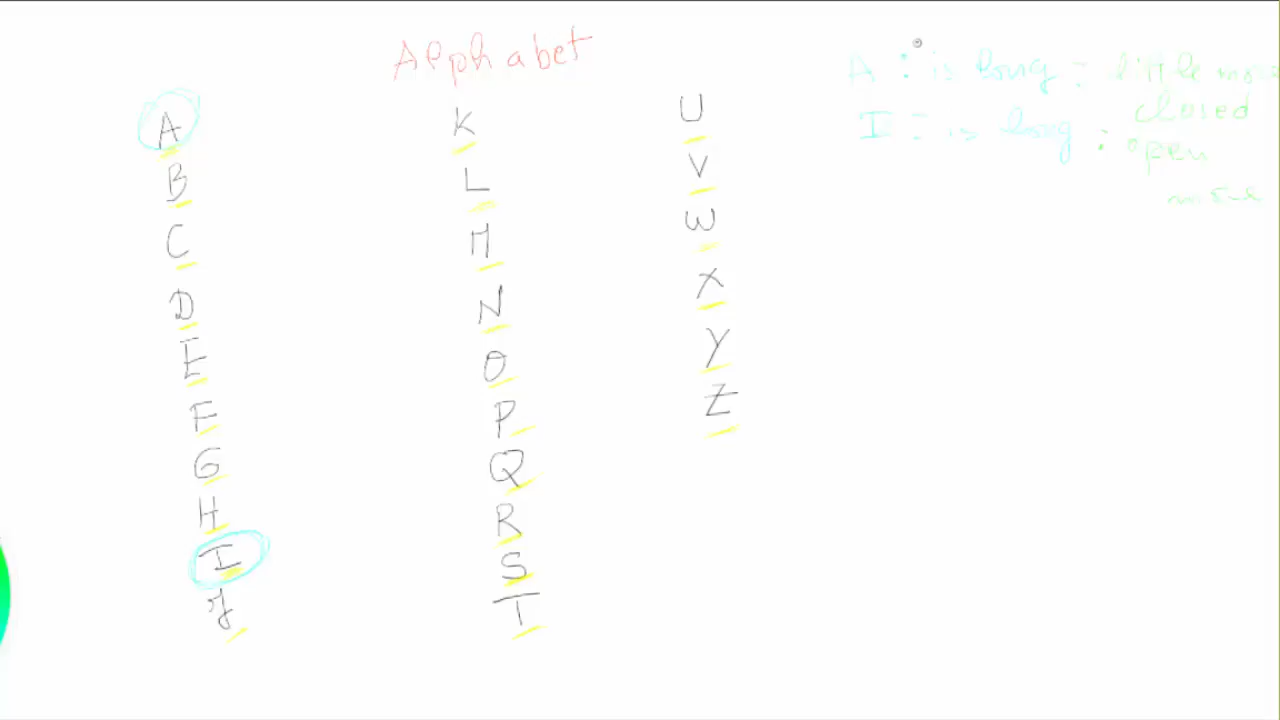 Alphabet
A
B
C
D
E
F
G
H
I
J
K
L
M
N
O
P
Q
R
S
T
U
V
W
X
Y
Z
A : is long : little more
closed
I : is long : open
more